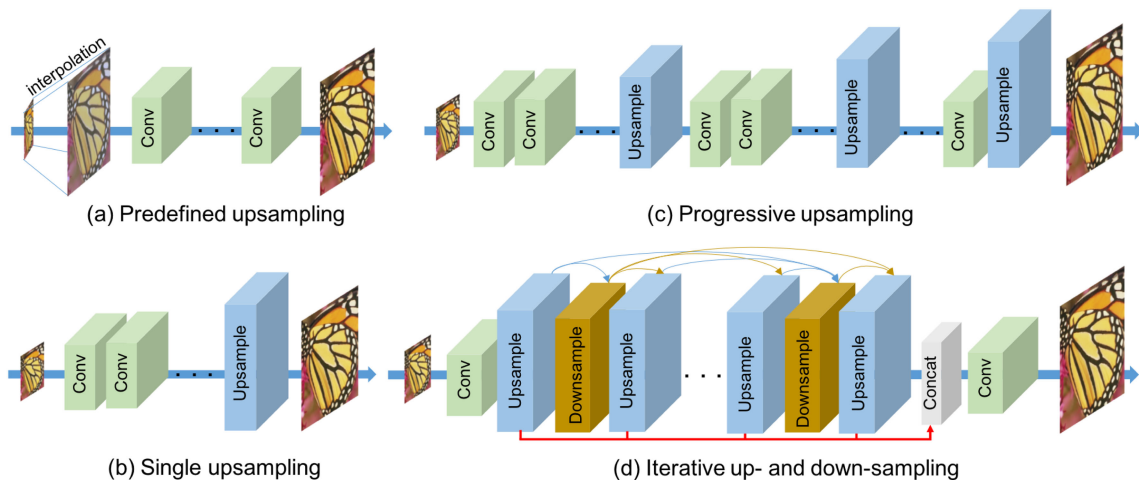 interpolation
Conv
Conv
(a) Predefined upsampling
Conv
Conv
Upsample
Conv
Conv
Upsample
Conv
Upsample
(c) Progressive upsampling
Conv
Conv
Upsample
(b) Single upsampling
Conv
Upsample
Downsample
Upsample
Upsample
Downsample
Upsample
Concat
Conv
(d) Iterative up- and down-sampling